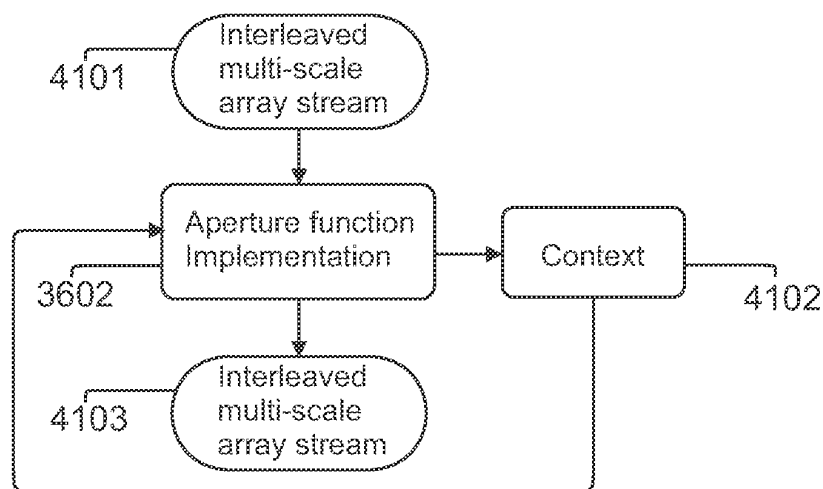 Interleaved
multi-scale
array stream
4101
Aperture function
Implementation
Context
3602
4102
Interleaved
multi-scale
array stream
4103